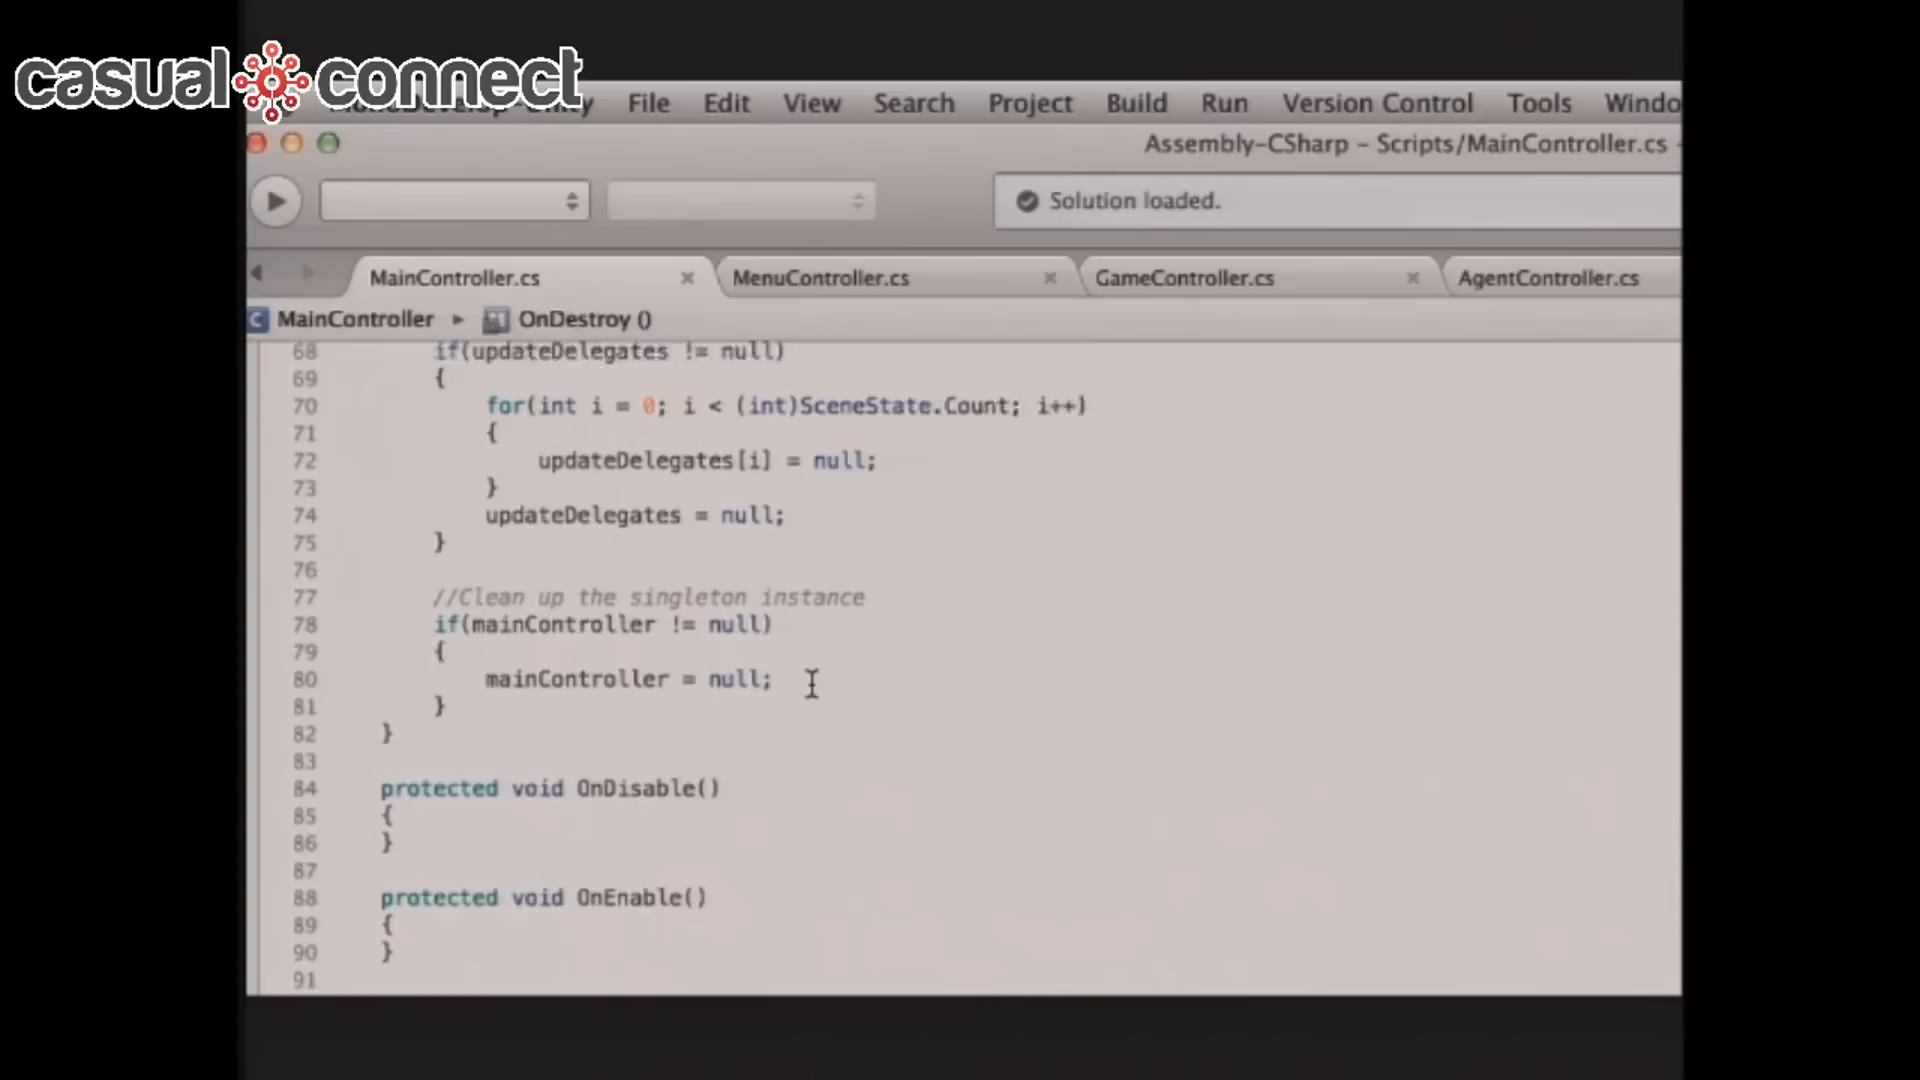 casual connect
File Edit View Search Project Build Run Version Control Tools Windo
Assembly-CSharp - Scripts/MainController.cs -
Solution loaded.
MainController.cs MenuController.cs GameController.cs AgentController.cs
MainController OnDestroy ()
68 if(updateDelegates != null)
69 {
70 for(int i = 0; i < (int)SceneState.Count; i++)
71 {
72 updateDelegates[i] = null;
73 }
74 updateDelegates = null;
75 }
76
77 //Clean up the singleton instance
78 if(mainController != null)
79 {
80 mainController = null;
81 }
82 }
83
84 protected void OnDisable()
85 {
86 }
87
88 protected void OnEnable()
89 {
90 }
91